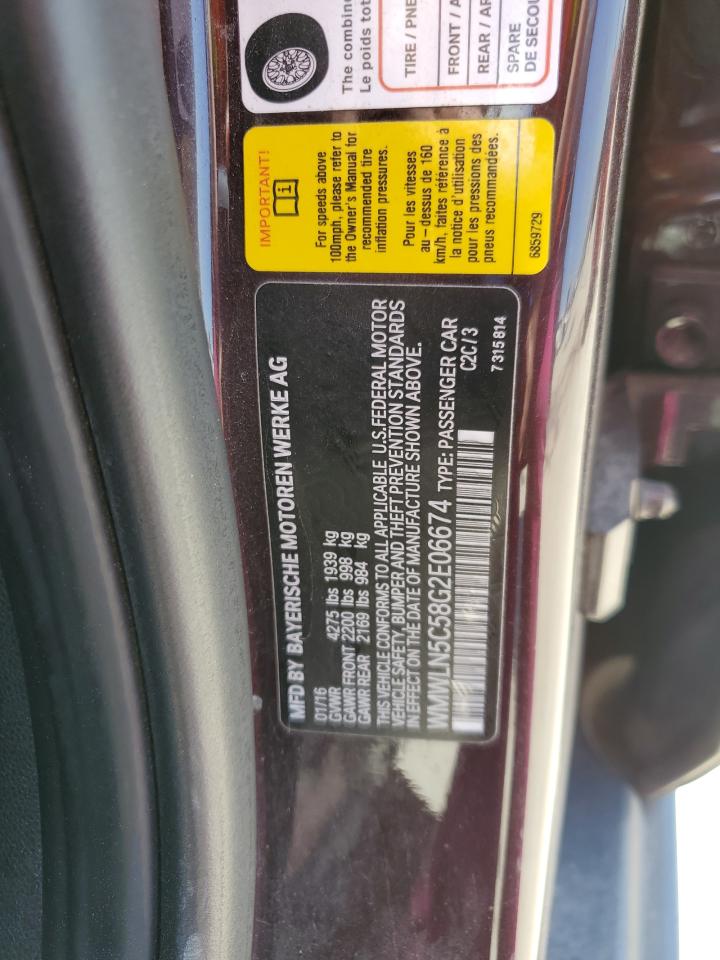 MFD BY BAYERISCHE MOTOREN WERKE AG
01/16
GVWR 4275 lbs 1939 kg
GAWR FRONT 2200 lbs 998 kg
GAWR REAR 2169 lbs 984 kg
THIS VEHICLE CONFORMS TO ALL APPLICABLE U.S.FEDERAL MOTOR
VEHICLE SAFETY, BUMPER AND THEFT PREVENTION STANDARDS
IN EFFECT ON THE DATE OF MANUFACTURE SHOWN ABOVE.
WMWLN5C58G2E06674 TYPE: PASSENGER CAR
C2C/3
7315814
IMPORTANT!
For speeds above
100mph, please refer to
the Owner's Manual for
recommended tire
inflation pressures.
Pour les vitesses
au – dessus de 160
km/h, faites référence à
la notice d'utilisation
pour les pressions des
pneus recommandées.
6859729
The combine
Le poids tot
TIRE / PNE
FRONT / A
REAR / AR
SPARE
DE SECOU